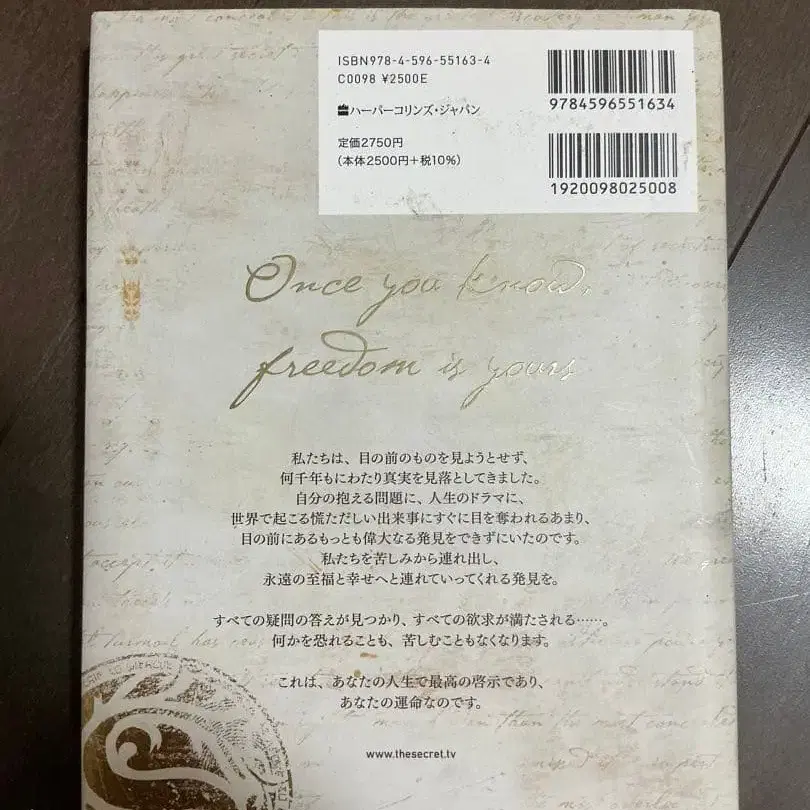 ISBN978-4-596-55163-4
C0098 ¥2500E
9784596551634
ハーパーコリンズ・ジャパン
定価2750円
(本体2500円+税10%)
1920098025008
Once you know,
freedom is yours
私たちは、目の前のものを見ようとせず、
何千年もにわたり真実を見落としてきました。
自分の抱える問題に、人生のドラマに、
世界で起こる慌ただしい出来事にすぐに目を奪われるあまり、
目の前にあるもっとも偉大なる発見をできずにいたのです。
私たちを苦しみから連れ出し、
永遠の至福と幸せへと連れていってくれる発見を。
すべての疑問の答えが見つかり、すべての欲求が満たされる……。
何かを恐れることも、苦しむこともなくなります。
これは、あなたの人生で最高の啓示であり、
あなたの運命なのです。
www.thesecret.tv